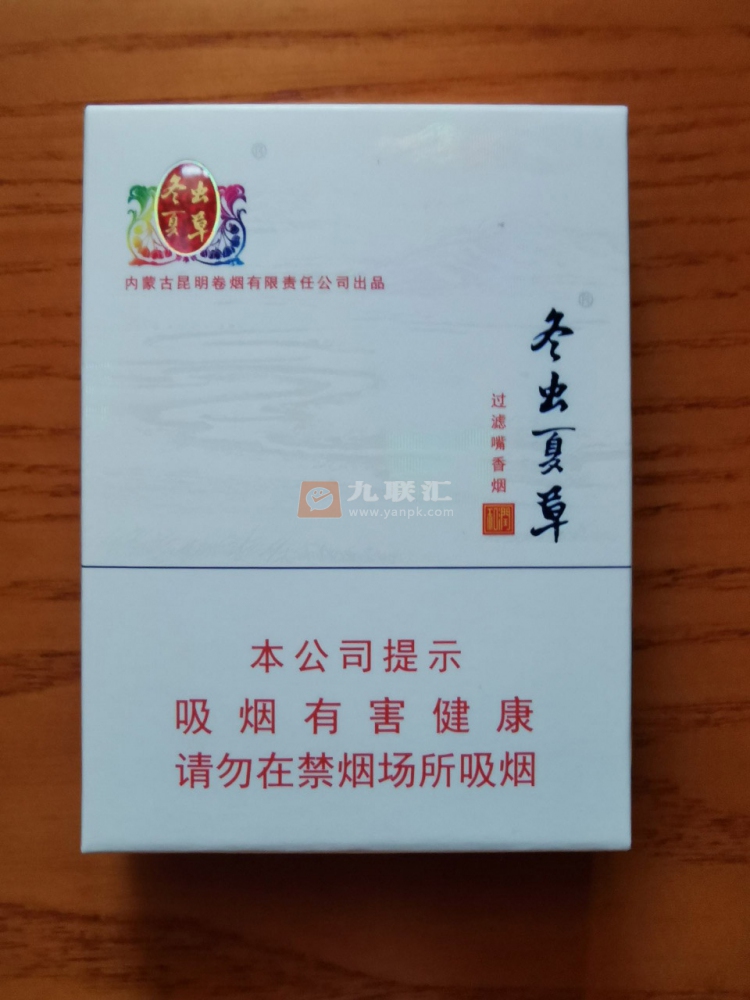 冬虫
夏草
®
内蒙古昆明卷烟有限责任公司出品
®
冬虫夏草
过滤嘴香烟
九联汇
www.yanpk.com
本公司提示
吸烟有害健康
请勿在禁烟场所吸烟